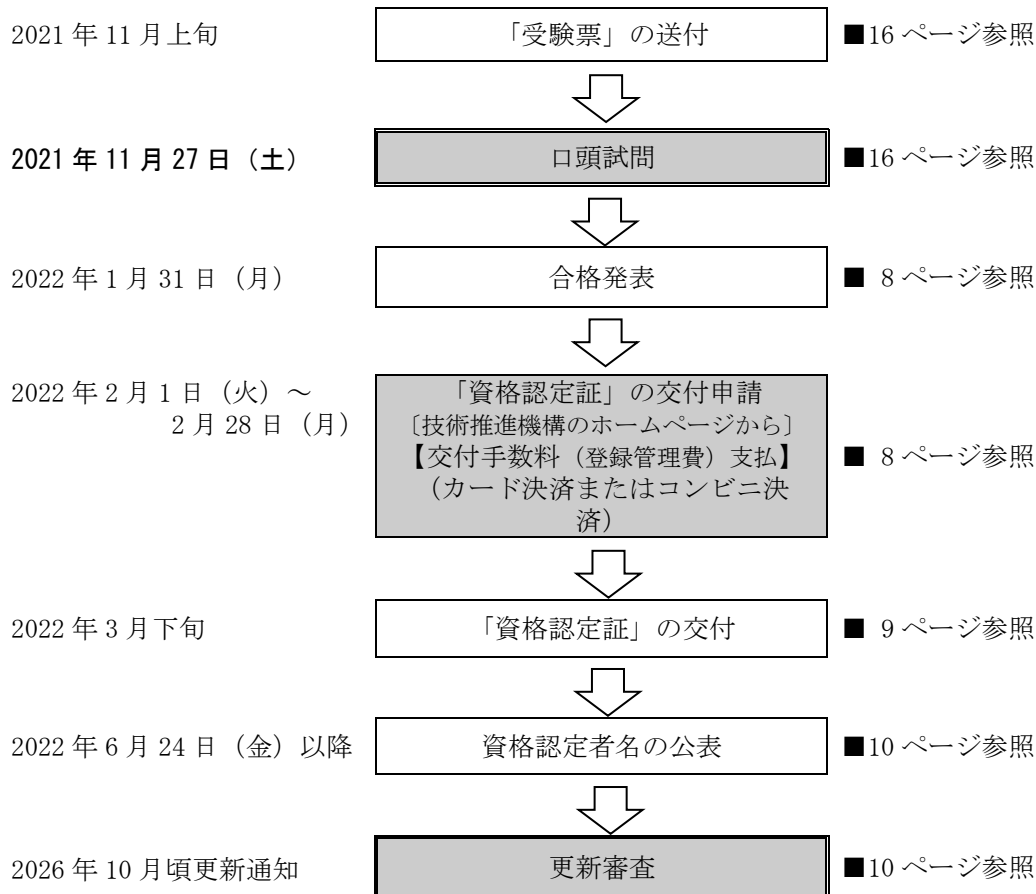 2021 年 11 月上旬 「受験票」の送付 ■16 ページ参照
2021 年 11 月 27 日（土） 口頭試問 ■16 ページ参照
2022 年 1 月 31 日（月） 合格発表 ■ 8 ページ参照
2022 年 2 月 1 日（火）～
2 月 28 日（月）
「資格認定証」の交付申請
〔技術推進機構のホームページから〕
【交付手数料（登録管理費）支払】
（カード決済またはコンビニ決
済）
■ 8 ページ参照
2022 年 3 月下旬 「資格認定証」の交付 ■ 9 ページ参照
2022 年 6 月 24 日（金）以降 資格認定者名の公表 ■10 ページ参照
2026 年 10 月頃更新通知 更新審査 ■10 ページ参照